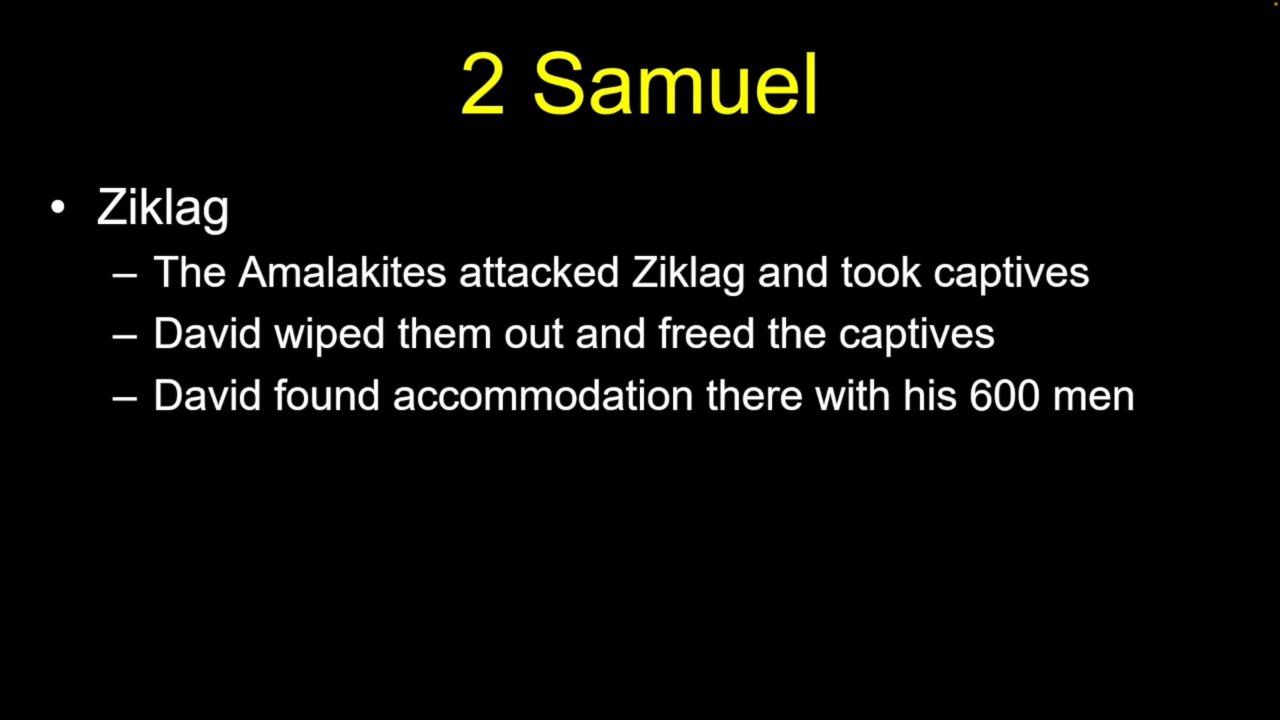 2 Samuel
• Ziklag
– The Amalakites attacked Ziklag and took captives
– David wiped them out and freed the captives
– David found accommodation there with his 600 men